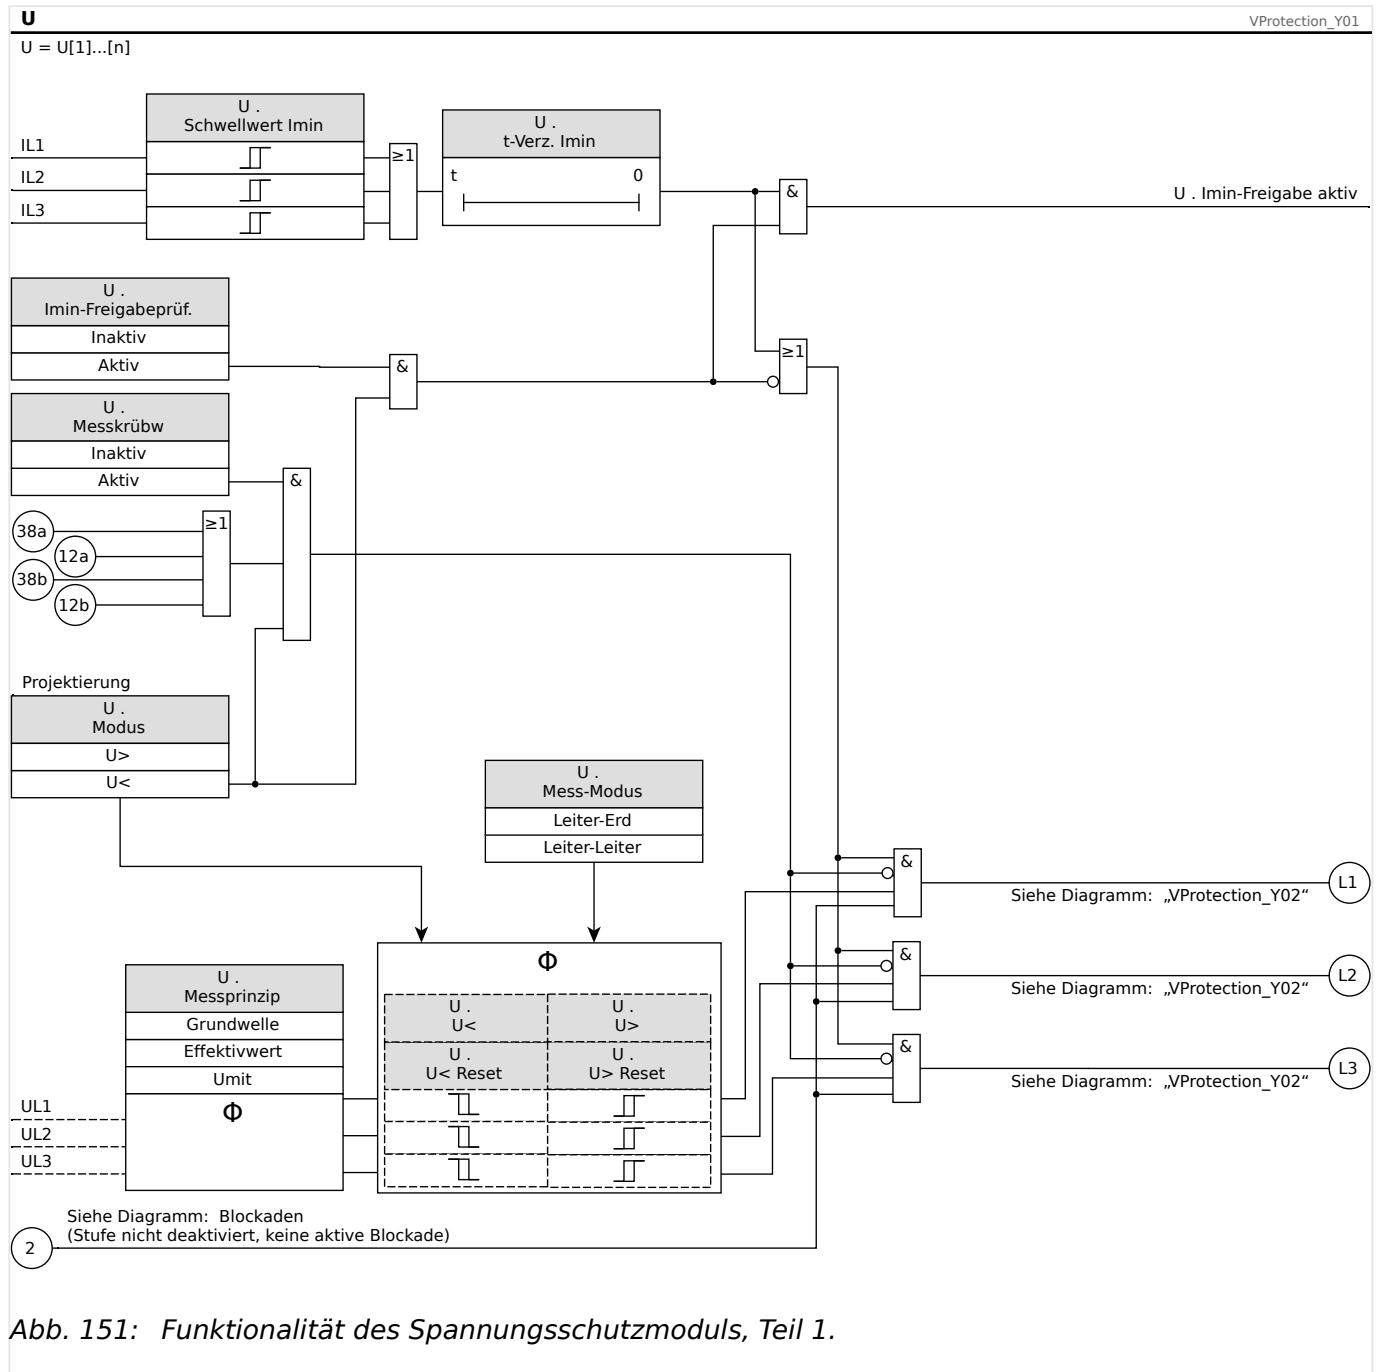 U
VProtection_Y01
U = U[1]...[n]
U .
Schwellwert Imin
IL1
IL2
IL3
≥1
U .
t-Verz. Imin
t
0
&
U . Imin-Freigabe aktiv
U .
Imin-Freigabeprüf.
Inaktiv
Aktiv
&
≥1
U .
Messkrübw
Inaktiv
Aktiv
&
≥1
38a
12a
38b
12b
Projektierung
U .
Modus
U>
U<
U .
Mess-Modus
Leiter-Erd
Leiter-Leiter
&
L1
Siehe Diagramm: „VProtection_Y02“
&
L2
Siehe Diagramm: „VProtection_Y02“
&
L3
Siehe Diagramm: „VProtection_Y02“
U .
Messprinzip
Grundwelle
Effektivwert
Umit
Φ
UL1
UL2
UL3
Φ
U .
U<
U .
U>
U .
U< Reset
U .
U> Reset
Siehe Diagramm: Blockaden
(Stufe nicht deaktiviert, keine aktive Blockade)
2
Abb. 151: Funktionalität des Spannungsschutzmoduls, Teil 1.